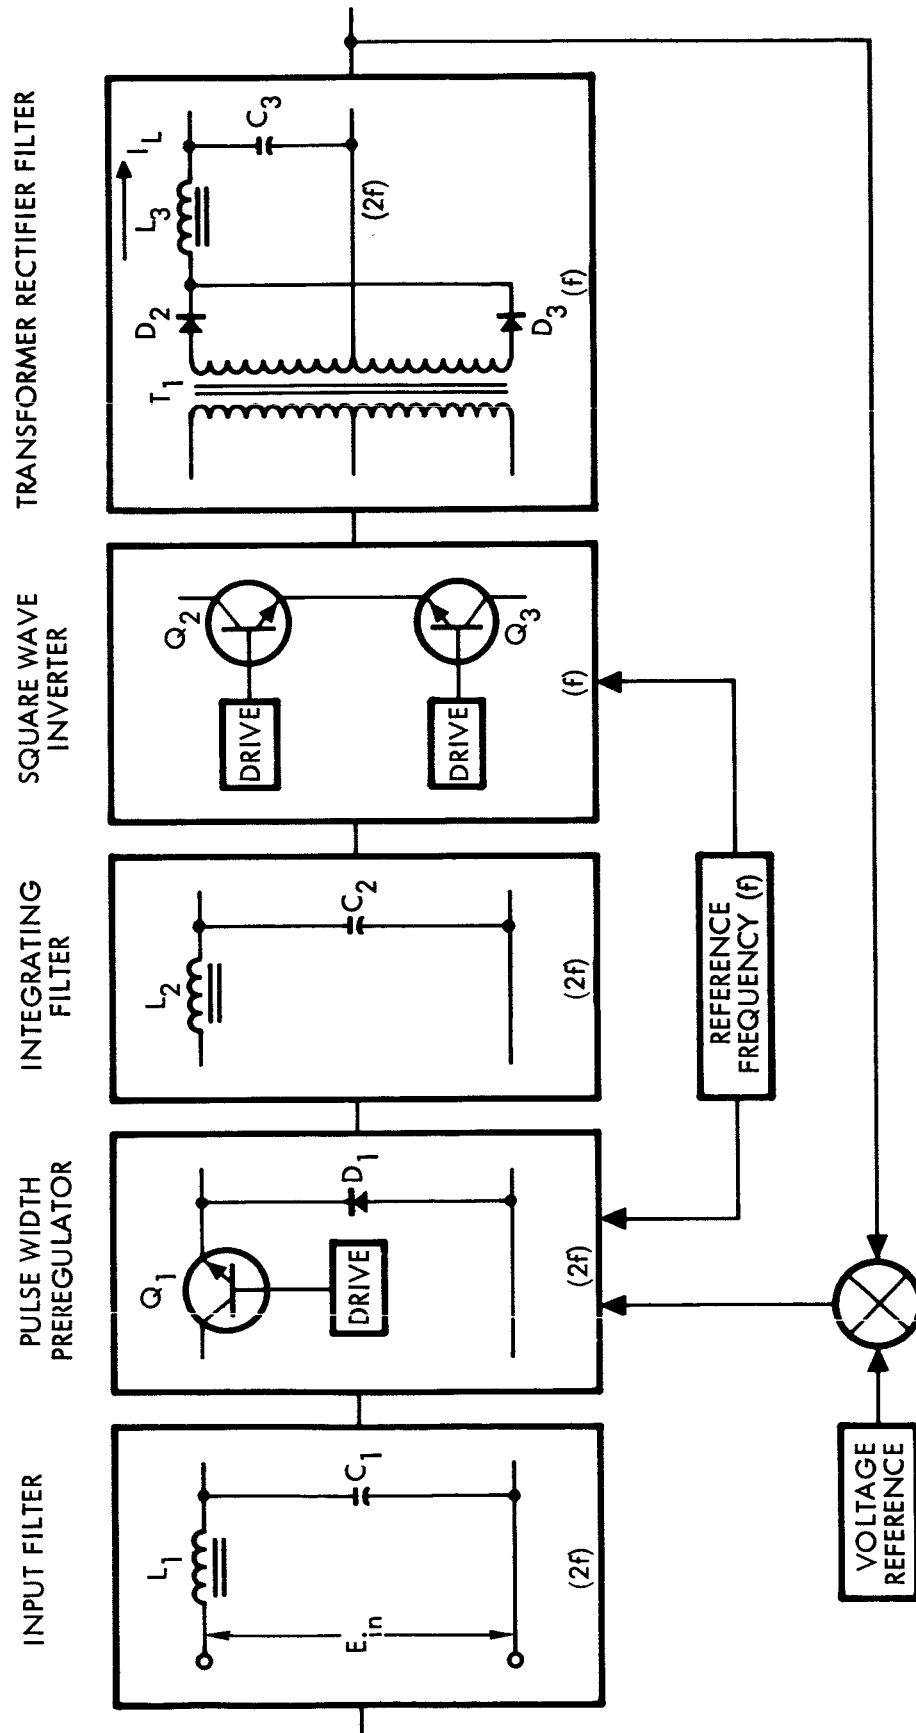 INPUT FILTER
L1
Ein
C1
(2f)
PULSE WIDTH
PREREGULATOR
Q1
DRIVE
D1
(2f)
INTEGRATING
FILTER
L2
C2
(2f)
SQUARE WAVE
INVERTER
Q2
DRIVE
DRIVE
Q3
(f)
TRANSFORMER RECTIFIER FILTER
T1
D2
L3
IL
C3
(2f)
D3
(f)
REFERENCE
FREQUENCY (f)
VOLTAGE
REFERENCE